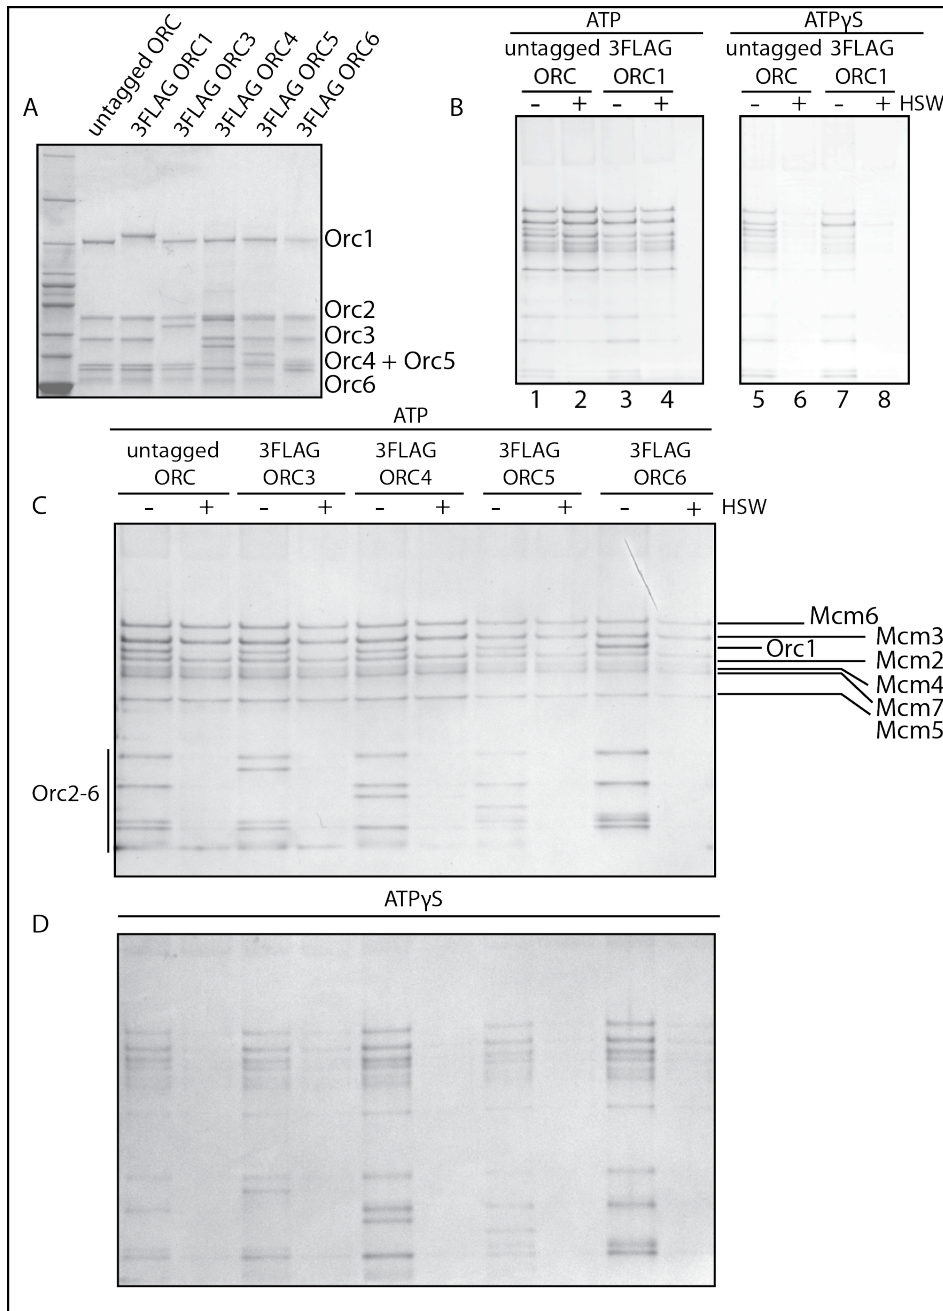 A
untagged ORC
3FLAG ORC1
3FLAG ORC3
3FLAG ORC4
3FLAG ORC5
3FLAG ORC6
Orc1
Orc2
Orc3
Orc4 + Orc5
Orc6
B
ATP
untagged 3FLAG
ORC ORC1
- + - +
1 2 3 4
ATPγS
untagged 3FLAG
ORC ORC1
- + - + HSW
5 6 7 8
ATP
untagged 3FLAG 3FLAG 3FLAG 3FLAG
ORC ORC3 ORC4 ORC5 ORC6
C - + - + - + - + - + HSW
Mcm6
Mcm3
Orc1
Mcm2
Mcm4
Mcm7
Mcm5
Orc2-6
ATPγS
D